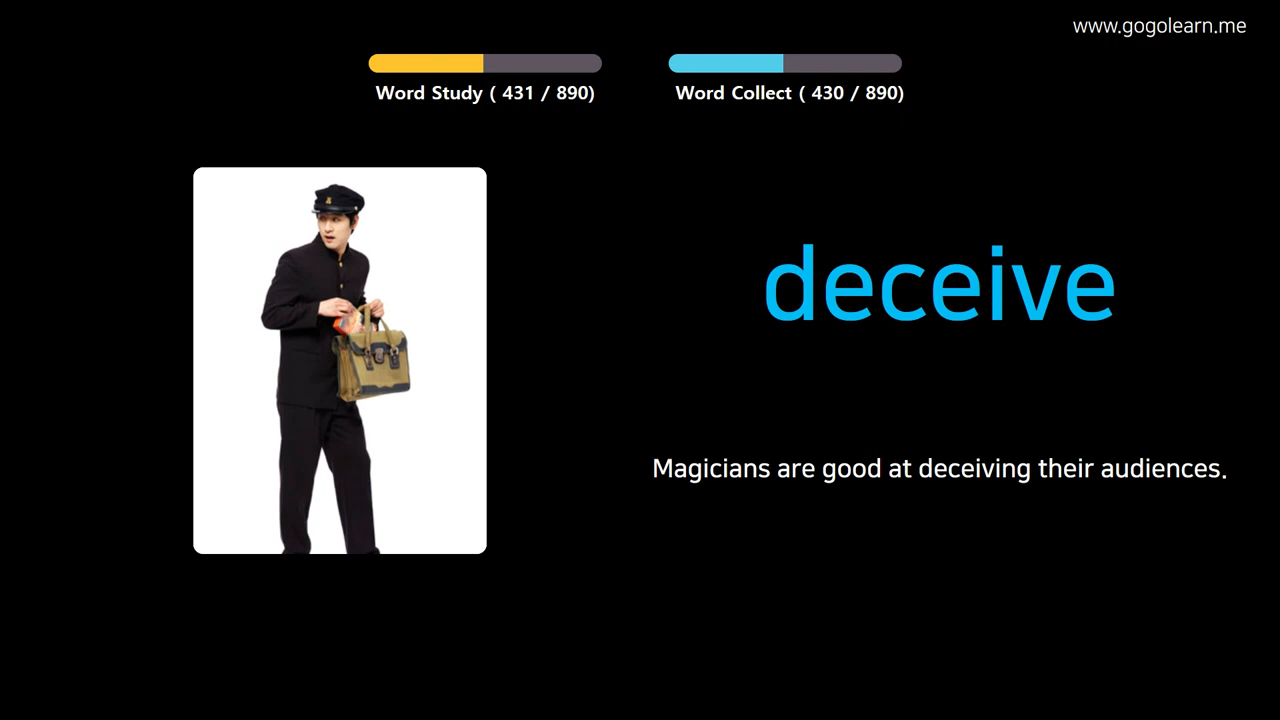 www.gogolearn.me
Word Study ( 431 / 890)
Word Collect ( 430 / 890)
deceive
Magicians are good at deceiving their audiences.